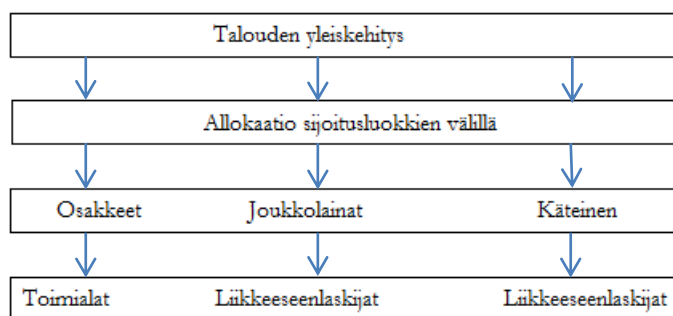 Talouden yleiskehitys
Allokaatio sijoitusluokkien välillä
Osakkeet Joukkolainat Käteinen
Toimialat Liikkeeseenlaskijat Liikkeeseenlaskijat